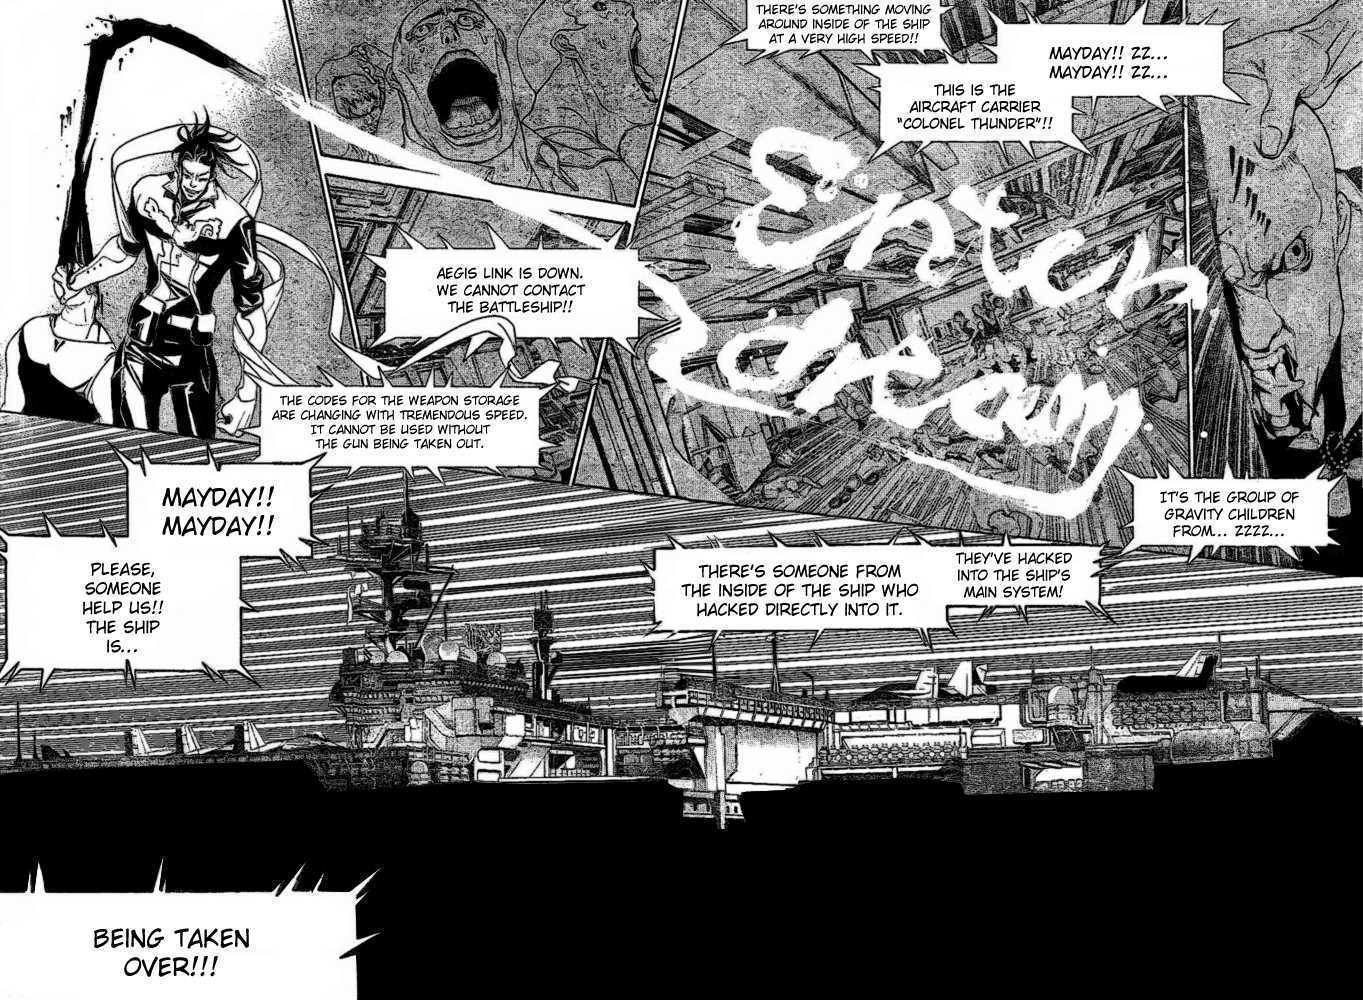 MAYDAY!! ZZ...
MAYDAY!! ZZ...
THIS IS THE
AIRCRAFT CARRIER
"COLONEL THUNDER"!!
THERE'S SOMETHING MOVING
AROUND INSIDE OF THE SHIP
AT A VERY HIGH SPEED!!
IT'S THE GROUP OF
GRAVITY CHILDREN
FROM... ZZZZ...
THEY'VE HACKED
INTO THE SHIP'S
MAIN SYSTEM!
THERE'S SOMEONE FROM
THE INSIDE OF THE SHIP WHO
HACKED DIRECTLY INTO IT.
AEGIS LINK IS DOWN.
WE CANNOT CONTACT
THE BATTLESHIP!!
THE CODES FOR THE WEAPON STORAGE
ARE CHANGING WITH TREMENDOUS SPEED.
IT CANNOT BE USED WITHOUT
THE GUN BEING TAKEN OUT.
MAYDAY!!
MAYDAY!!
PLEASE,
SOMEONE
HELP US!!
THE SHIP
IS...
BEING TAKEN
OVER!!!